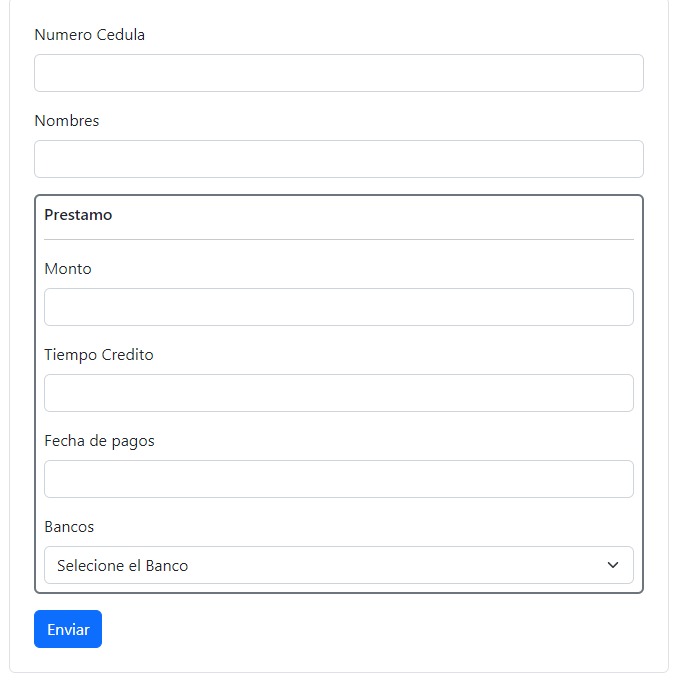 Numero Cedula
Nombres
Prestamo
Monto
Tiempo Credito
Fecha de pagos
Bancos
Selecione el Banco
Enviar